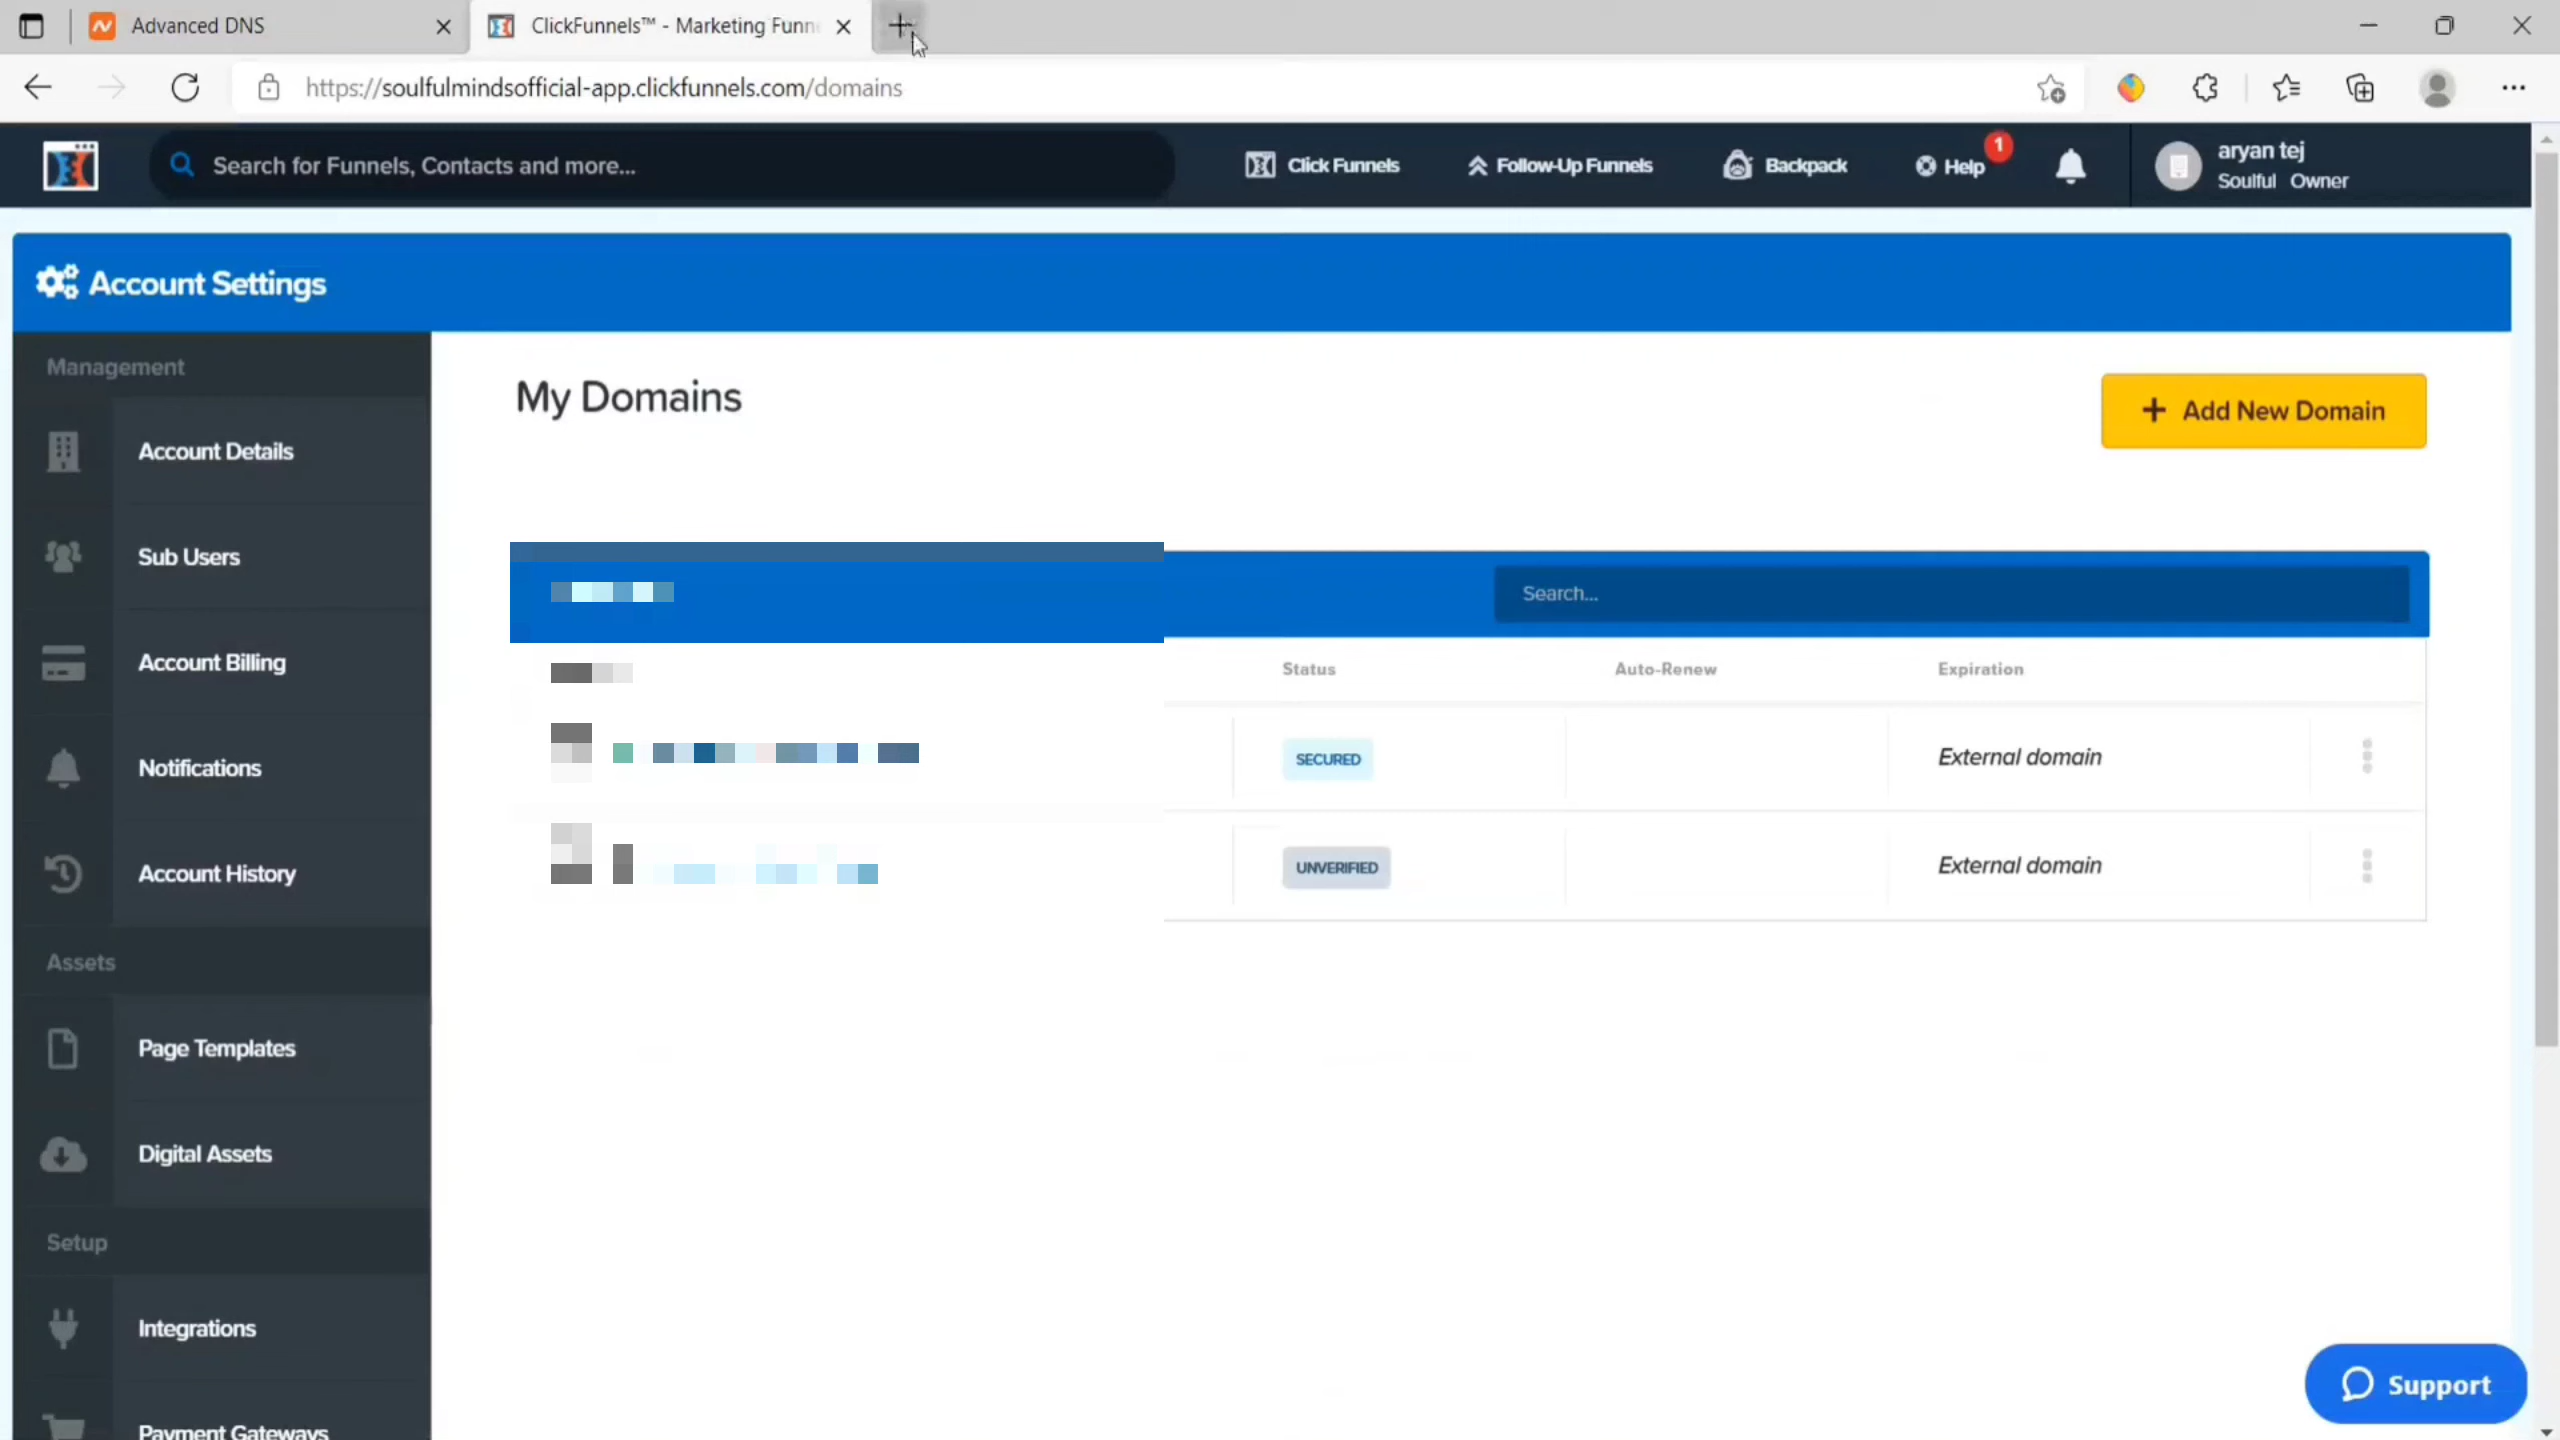 Advanced DNS
ClickFunnels™ - Marketing Funn
https://soulfulmindsofficial-app.clickfunnels.com/domains
Search for Funnels, Contacts and more...
Click Funnels
Follow-Up Funnels
Backpack
Help
1
aryan tej
Soulful Owner
Account Settings
Management
Account Details
Sub Users
Account Billing
Notifications
Account History
Assets
Page Templates
Digital Assets
Setup
Integrations
Payment Gateways
My Domains
+ Add New Domain
Search...
Status
Auto-Renew
Expiration
SECURED
External domain
UNVERIFIED
External domain
Support